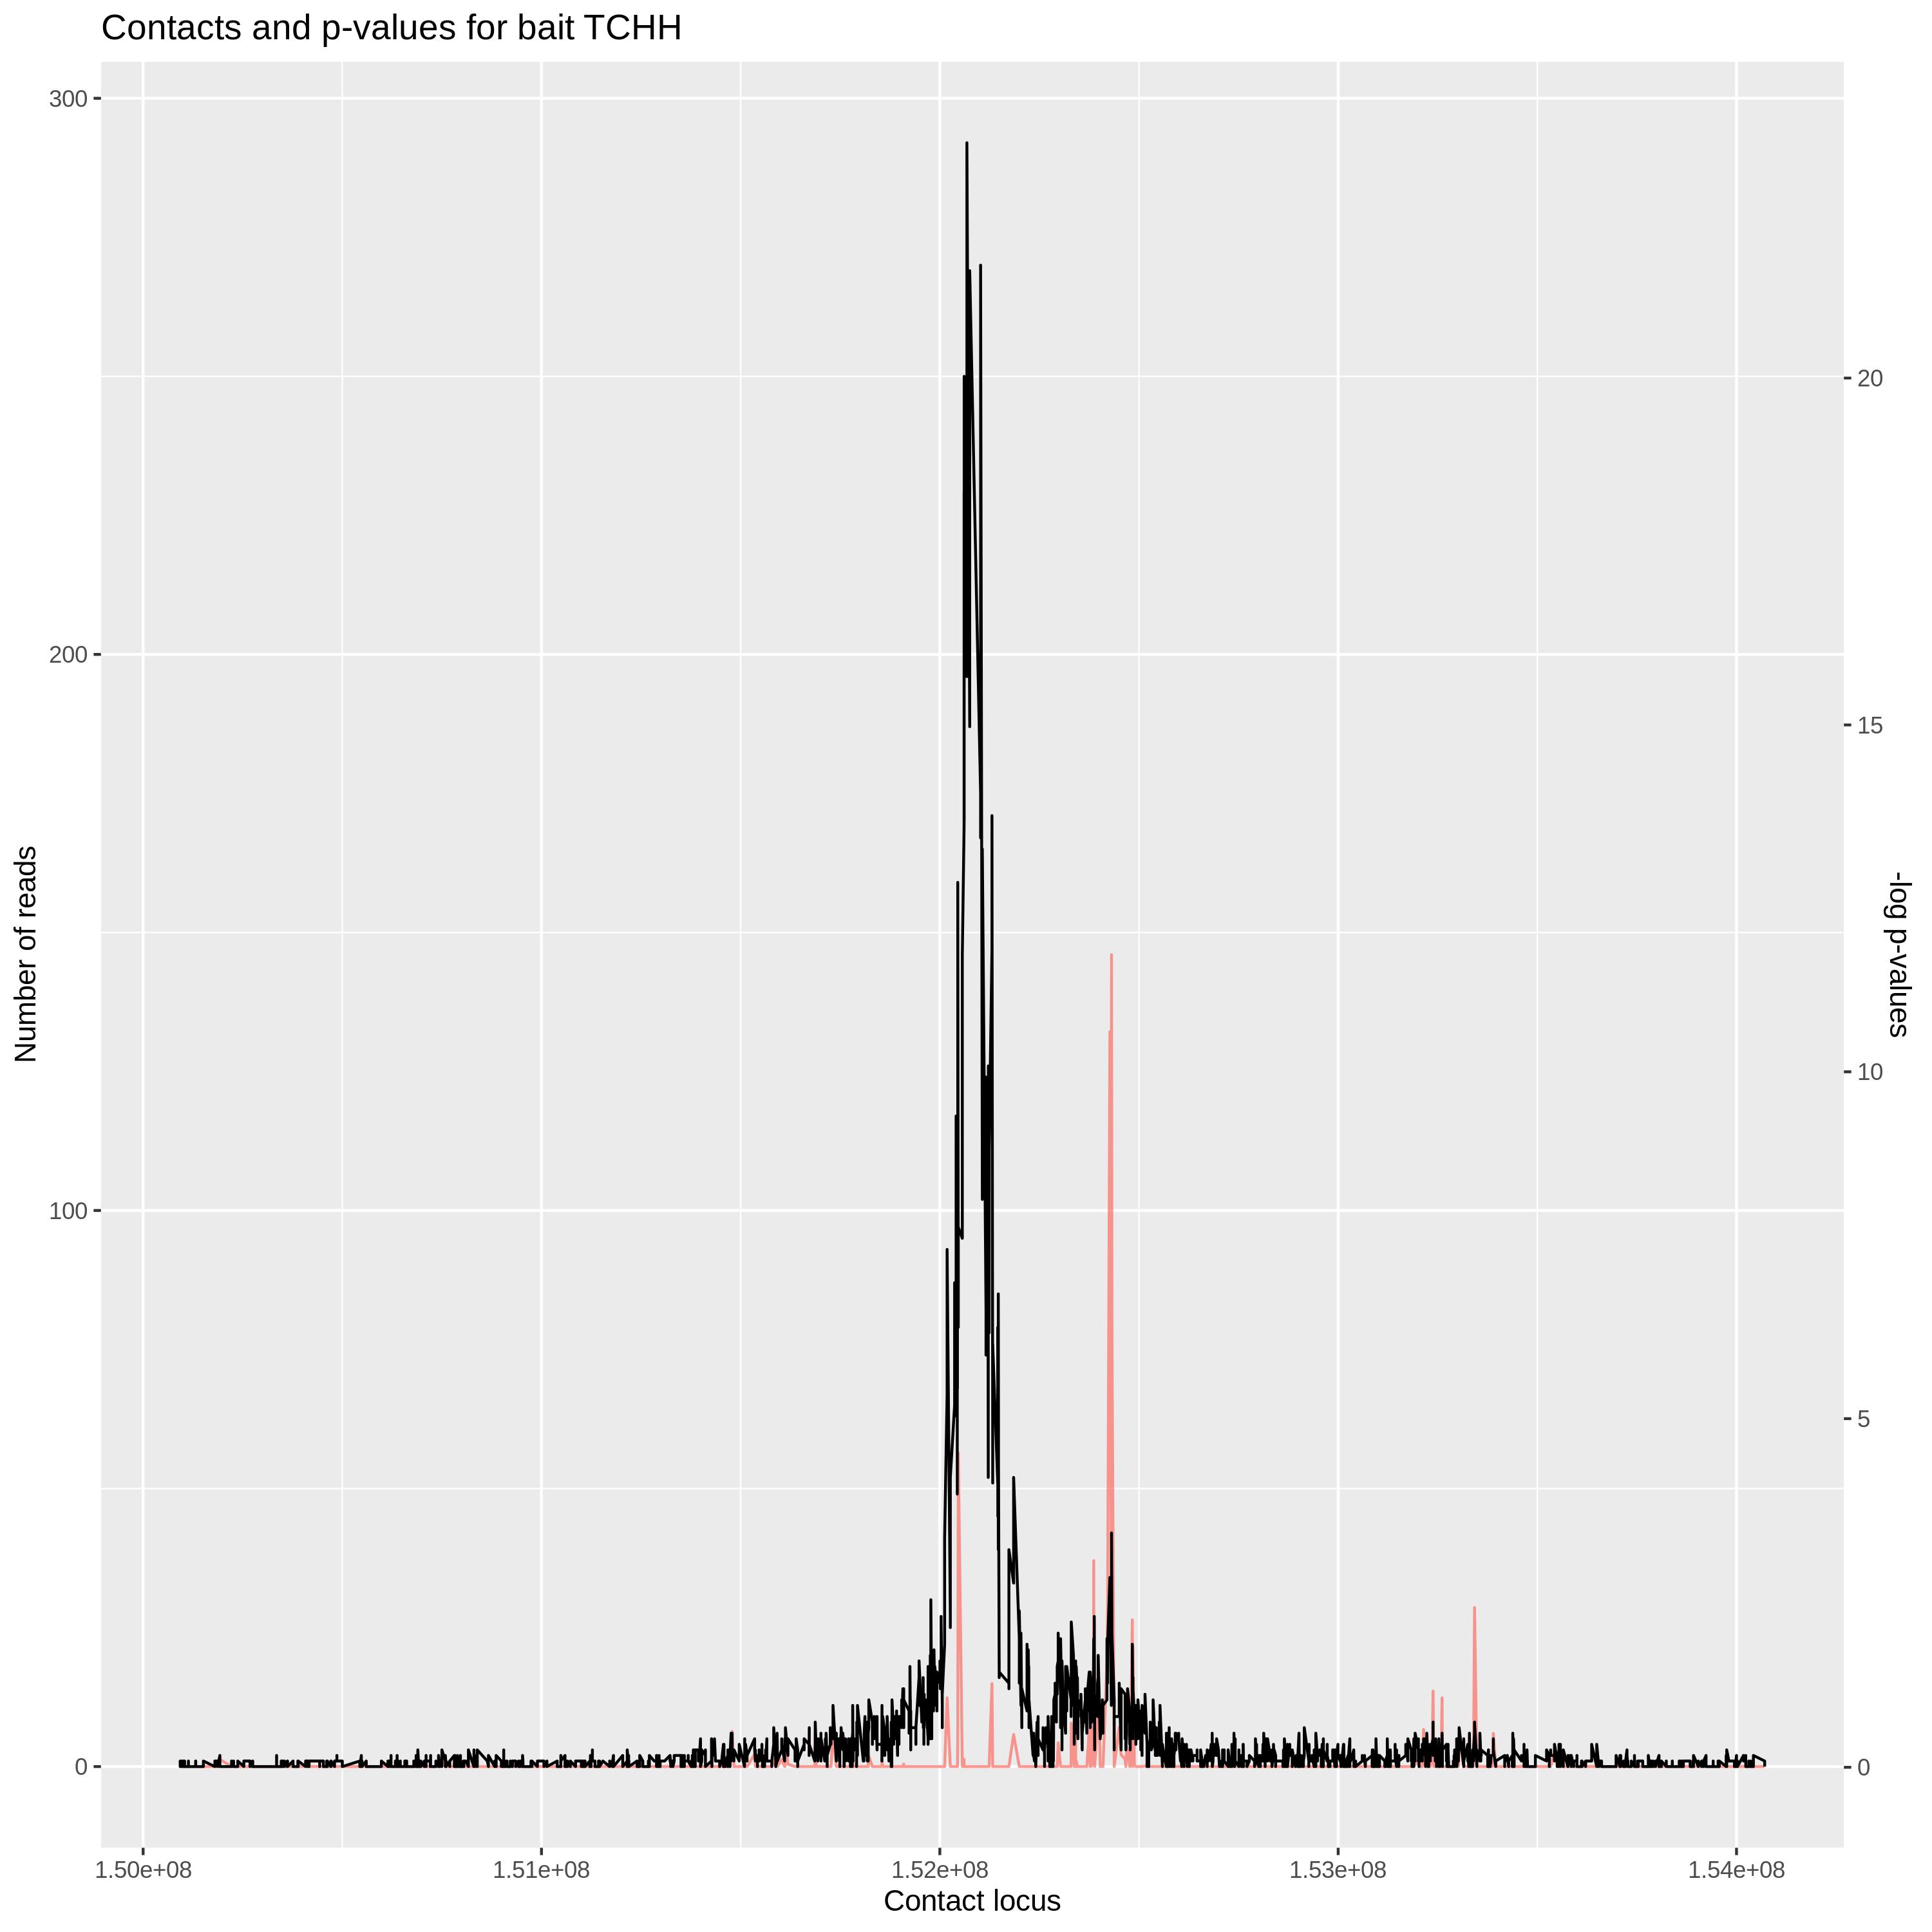 Contacts and p-values for bait TCHH
300
200
100
0
Number of reads
20
15
10
5
0
-log p-values
1.50e+08
1.51e+08
1.52e+08
1.53e+08
1.54e+08
Contact locus